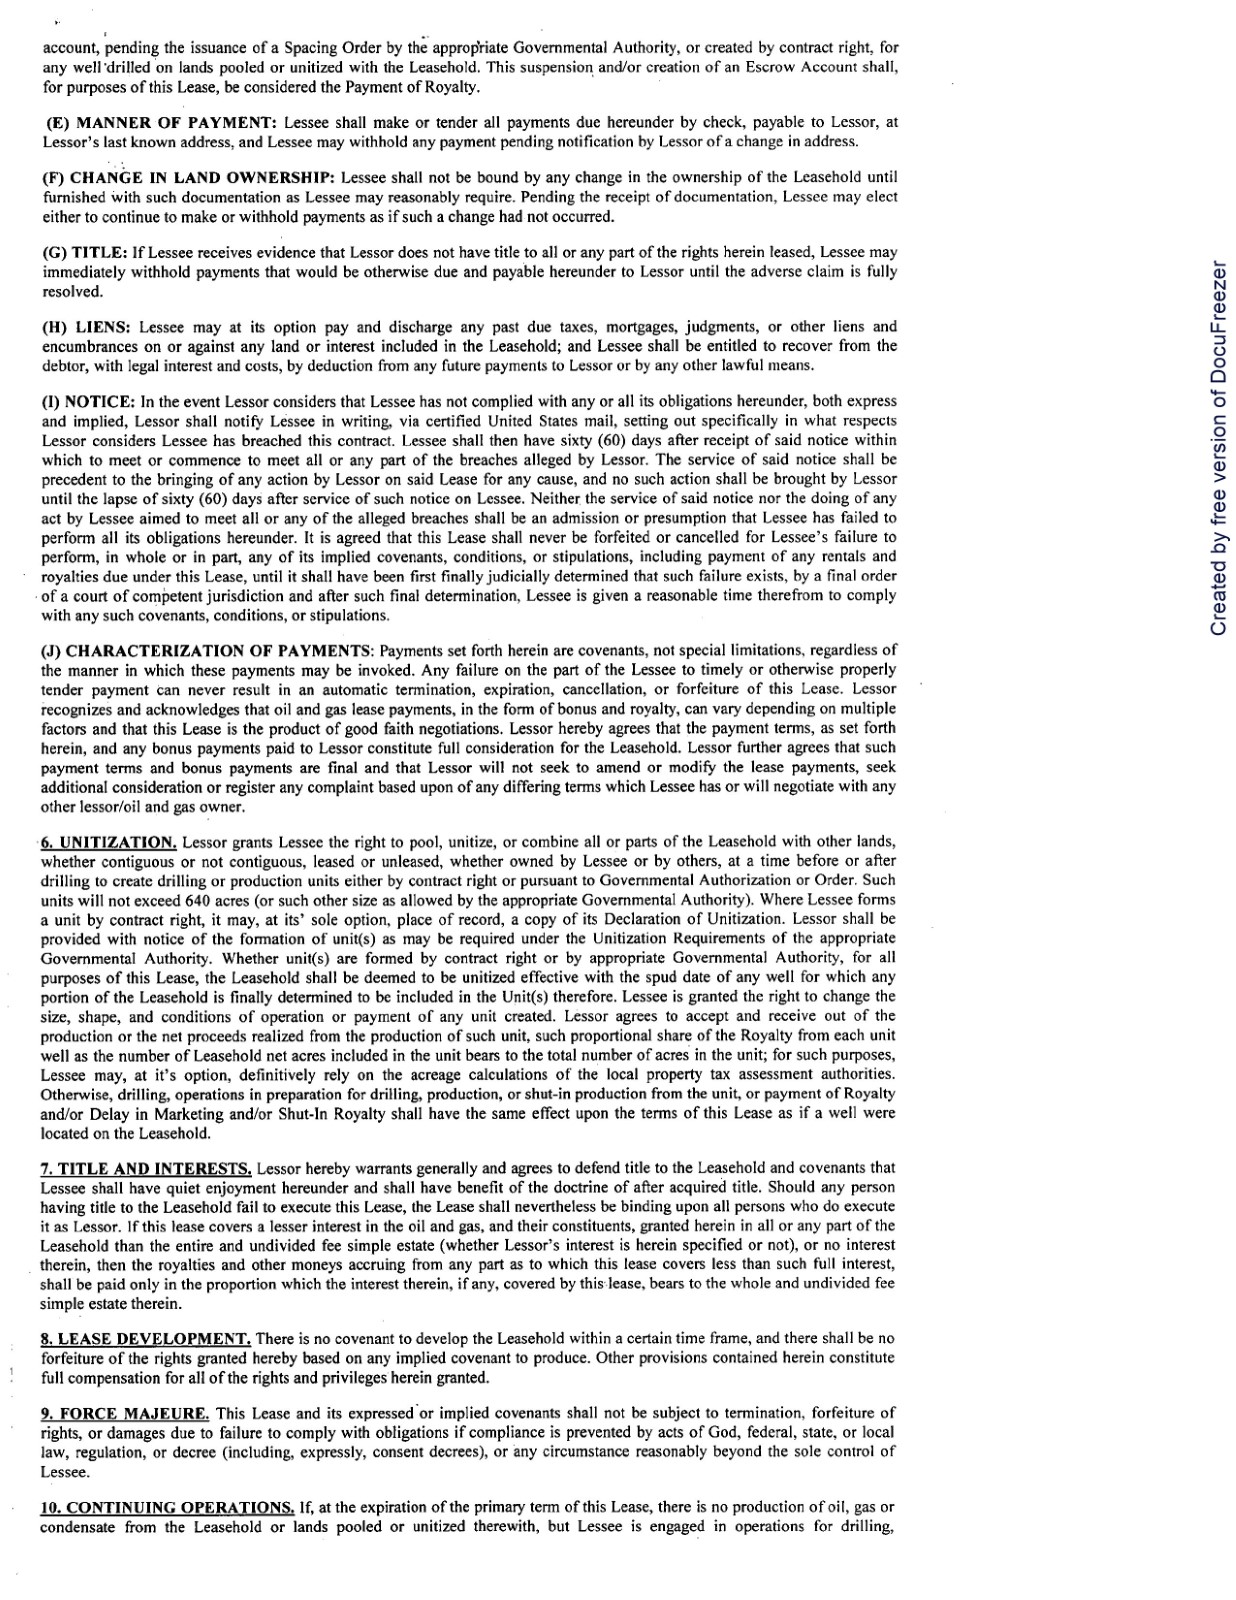 account, pending the issuance of a Spacing Order by the appropriate Governmental Authority, or created by contract right, for
any well drilled on lands pooled or unitized with the Leasehold. This suspension and/or creation of an Escrow Account shall,
for purposes of this Lease, be considered the Payment of Royalty.
(E) MANNER OF PAYMENT: Lessee shall make or tender all payments due hereunder by check, payable to Lessor, at
Lessor's last known address, and Lessee may withhold any payment pending notification by Lessor of a change in address.
(F) CHANGE IN LAND OWNERSHIP: Lessee shall not be bound by any change in the ownership of the Leasehold until
furnished with such documentation as Lessee may reasonably require. Pending the receipt of documentation, Lessee may elect
either to continue to make or withhold payments as if such a change had not occurred.
(G) TITLE: If Lessee receives evidence that Lessor does not have title to all or any part of the rights herein leased, Lessee may
immediately withhold payments that would be otherwise due and payable hereunder to Lessor until the adverse claim is fully
resolved.
(H) LIENS: Lessee may at its option pay and discharge any past due taxes, mortgages, judgments, or other liens and
encumbrances on or against any land or interest included in the Leasehold; and Lessee shall be entitled to recover from the
debtor, with legal interest and costs, by deduction from any future payments to Lessor or by any other lawful means.
(I) NOTICE: In the event Lessor considers that Lessee has not complied with any or all its obligations hereunder, both express
and implied, Lessor shall notify Lessee in writing, via certified United States mail, setting out specifically in what respects
Lessor considers Lessee has breached this contract. Lessee shall then have sixty (60) days after receipt of said notice within
which to meet or commence to meet all or any part of the breaches alleged by Lessor. The service of said notice shall be
precedent to the bringing of any action by Lessor on said Lease for any cause, and no such action shall be brought by Lessor
until the lapse of sixty (60) days after service of such notice on Lessee. Neither the service of said notice nor the doing of any
act by Lessee aimed to meet all or any of the alleged breaches shall be an admission or presumption that Lessee has failed to
perform all its obligations hereunder. It is agreed that this Lease shall never be forfeited or cancelled for Lessee's failure to
perform, in whole or in part, any of its implied covenants, conditions, or stipulations, including payment of any rentals and
royalties due under this Lease, until it shall have been first finally judicially determined that such failure exists, by a final order
of a court of competent jurisdiction and after such final determination, Lessee is given a reasonable time therefrom to comply
with any such covenants, conditions, or stipulations.
(J) CHARACTERIZATION OF PAYMENTS: Payments set forth herein are covenants, not special limitations, regardless of
the manner in which these payments may be invoked. Any failure on the part of the Lessee to timely or otherwise properly
tender payment can never result in an automatic termination, expiration, cancellation, or forfeiture of this Lease. Lessor
recognizes and acknowledges that oil and gas lease payments, in the form of bonus and royalty, can vary depending on multiple
factors and that this Lease is the product of good faith negotiations. Lessor hereby agrees that the payment terms, as set forth
herein, and any bonus payments paid to Lessor constitute full consideration for the Leasehold. Lessor further agrees that such
payment terms and bonus payments are final and that Lessor will not seek to amend or modify the lease payments, seek
additional consideration or register any complaint based upon of any differing terms which Lessee has or will negotiate with any
other lessor/oil and gas owner.
6. UNITIZATION. Lessor grants Lessee the right to pool, unitize, or combine all or parts of the Leasehold with other lands,
whether contiguous or not contiguous, leased or unleased, whether owned by Lessee or by others, at a time before or after
drilling to create drilling or production units either by contract right or pursuant to Governmental Authorization or Order. Such
units will not exceed 640 acres (or such other size as allowed by the appropriate Governmental Authority). Where Lessee forms
a unit by contract right, it may, at its' sole option, place of record, a copy of its Declaration of Unitization. Lessor shall be
provided with notice of the formation of unit(s) as may be required under the Unitization Requirements of the appropriate
Governmental Authority. Whether unit(s) are formed by contract right or by appropriate Governmental Authority, for all
purposes of this Lease, the Leasehold shall be deemed to be unitized effective with the spud date of any well for which any
portion of the Leasehold is finally determined to be included in the Unit(s) therefore. Lessee is granted the right to change the
size, shape, and conditions of operation or payment of any unit created. Lessor agrees to accept and receive out of the
production or the net proceeds realized from the production of such unit, such proportional share of the Royalty from each unit
well as the number of Leasehold net acres included in the unit bears to the total number of acres in the unit; for such purposes,
Lessee may, at it's option, definitively rely on the acreage calculations of the local property tax assessment authorities.
Otherwise, drilling, operations in preparation for drilling, production, or shut-in production from the unit, or payment of Royalty
and/or Delay in Marketing and/or Shut-In Royalty shall have the same effect upon the terms of this Lease as if a well were
located on the Leasehold.
7. TITLE AND INTERESTS. Lessor hereby warrants generally and agrees to defend title to the Leasehold and covenants that
Lessee shall have quiet enjoyment hereunder and shall have benefit of the doctrine of after acquired title. Should any person
having title to the Leasehold fail to execute this Lease, the Lease shall nevertheless be binding upon all persons who do execute
it as Lessor. If this lease covers a lesser interest in the oil and gas, and their constituents, granted herein in all or any part of the
Leasehold than the entire and undivided fee simple estate (whether Lessor's interest is herein specified or not), or no interest
therein, then the royalties and other moneys accruing from any part as to which this lease covers less than such full interest,
shall be paid only in the proportion which the interest therein, if any, covered by this lease, bears to the whole and undivided fee
simple estate therein.
8. LEASE DEVELOPMENT. There is no covenant to develop the Leasehold within a certain time frame, and there shall be no
forfeiture of the rights granted hereby based on any implied covenant to produce. Other provisions contained herein constitute
full compensation for all of the rights and privileges herein granted.
9. FORCE MAJEURE. This Lease and its expressed or implied covenants shall not be subject to termination, forfeiture of
rights, or damages due to failure to comply with obligations if compliance is prevented by acts of God, federal, state, or local
law, regulation, or decree (including, expressly, consent decrees), or any circumstance reasonably beyond the sole control of
Lessee.
10. CONTINUING OPERATIONS. If, at the expiration of the primary term of this Lease, there is no production of oil, gas or
condensate from the Leasehold or lands pooled or unitized therewith, but Lessee is engaged in operations for drilling,
Created by free version of DocuFreezer